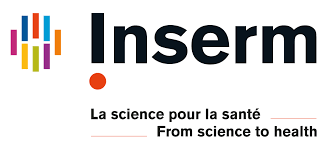 Inserm
La science pour la santé
From science to health